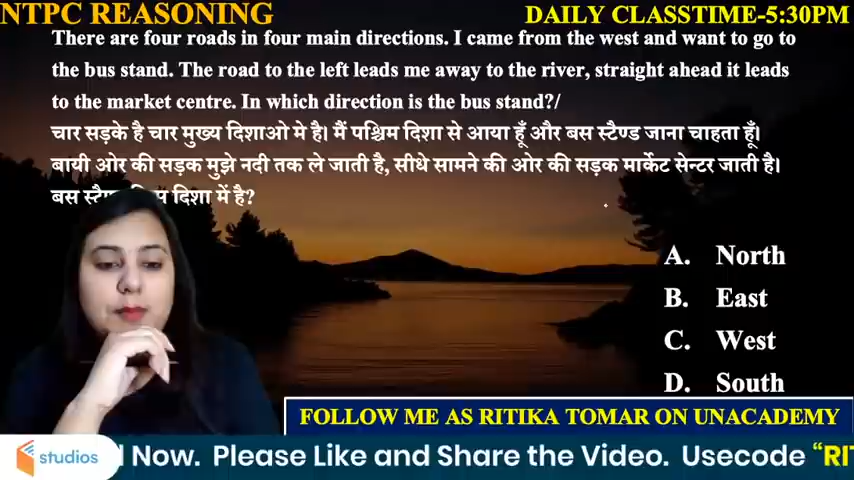 NTPC REASONING
DAILY CLASSTIME-5:30PM
There are four roads in four main directions. I came from the west and want to go to
the bus stand. The road to the left leads me away to the river, straight ahead it leads
to the market centre. In which direction is the bus stand?/
चार सड़के है चार मुख्य दिशाओ मे है। मैं पश्चिम दिशा से आया हूँ और बस स्टैण्ड जाना चाहता हूँ।
बायी ओर की सड़क मुझे नदी तक ले जाती है, सीधे सामने की ओर की सड़क मार्केट सेन्टर जाती है।
बस दिशा में है?
A. North
B. East
C. West
D. South
FOLLOW ME AS RITIKA TOMAR ON UNACADEMY
studios
Now. Please Like and Share the Video. Usecode “RI